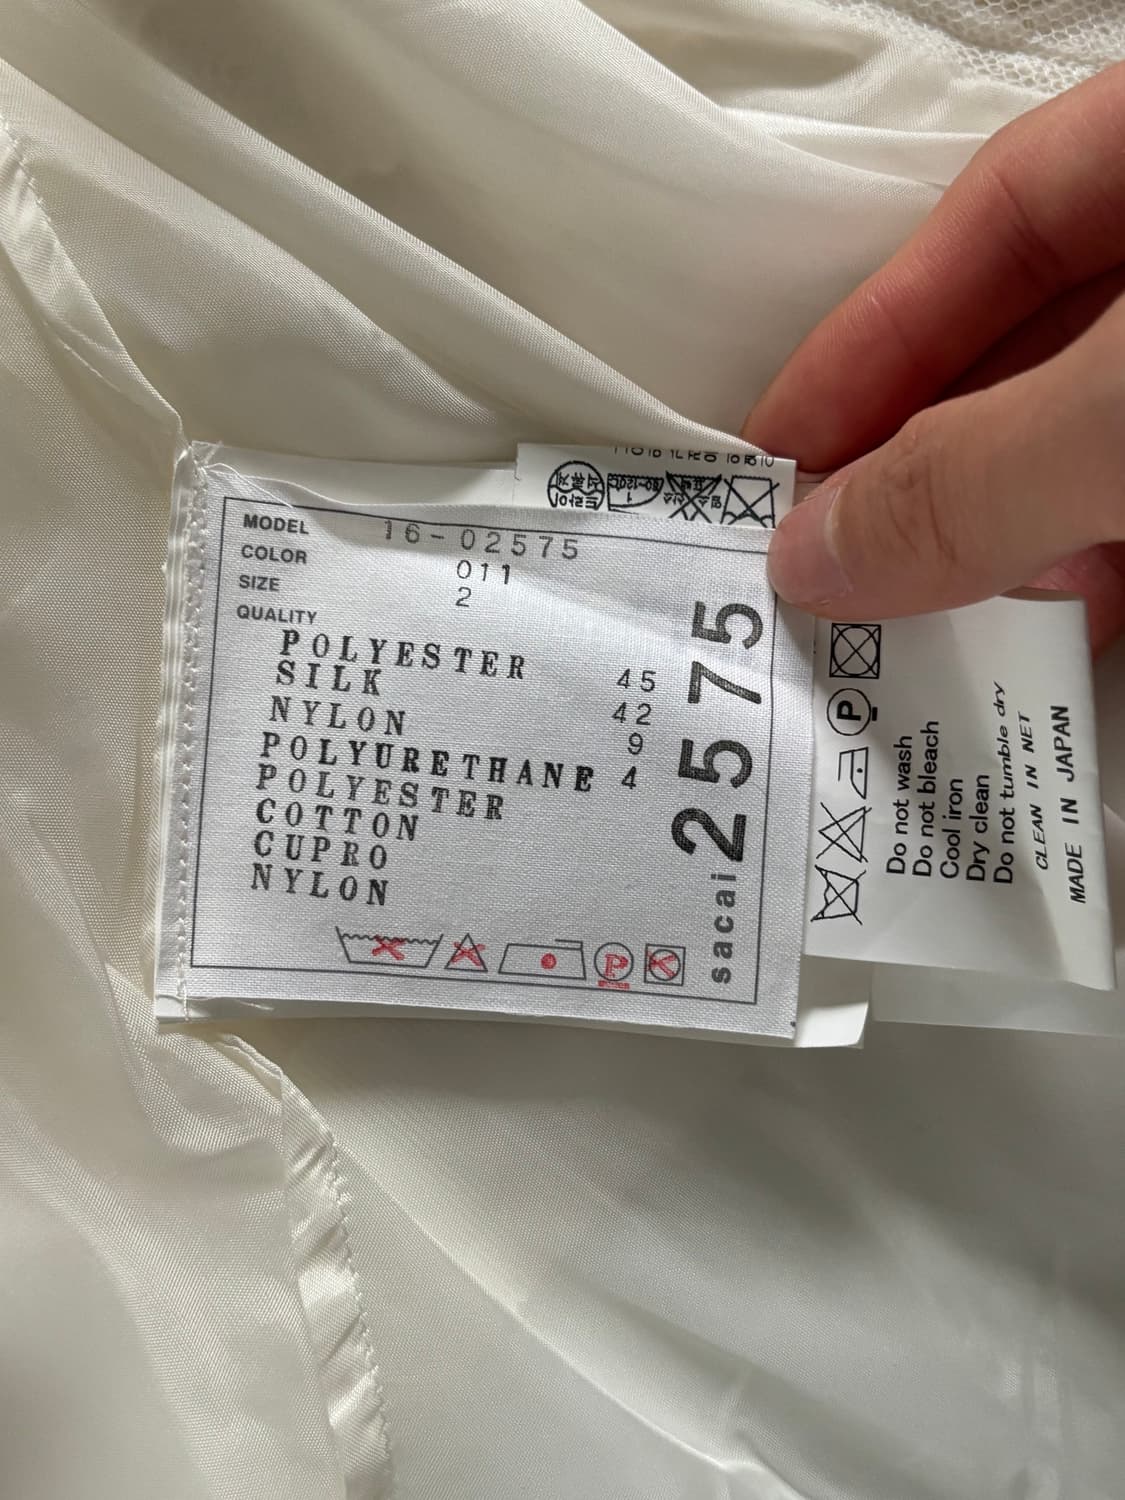 MODEL 16-02575
COLOR 011
SIZE 2
QUALITY
POLYESTER 45
SILK 42
NYLON 9
POLYURETHANE 4
POLYESTER
COTTON
CUPRO
NYLON
P
sacai 2575
P
Do not wash
Do not bleach
Cool iron
Dry clean
Do not tumble dry
CLEAN IN NET
MADE IN JAPAN